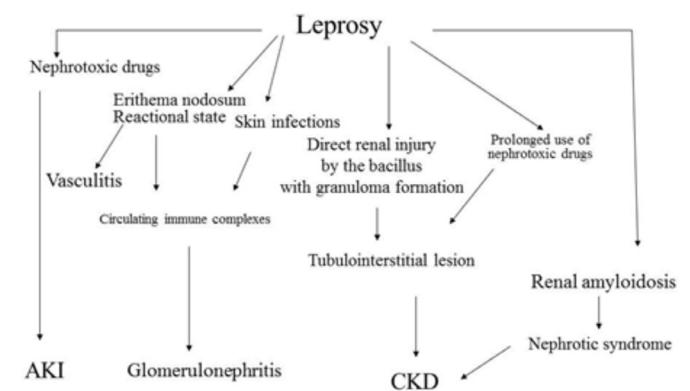 Leprosy
Nephrotoxic drugs
Erithema nodosum
Reactional state
Skin infections
Direct renal injury
by the bacillus
with granuloma formation
Prolonged use of
nephrotoxic drugs
Vasculitis
Circulating immune complexes
Tubulointerstitial lesion
Renal amyloidosis
Nephrotic syndrome
AKI
Glomerulonephritis
CKD